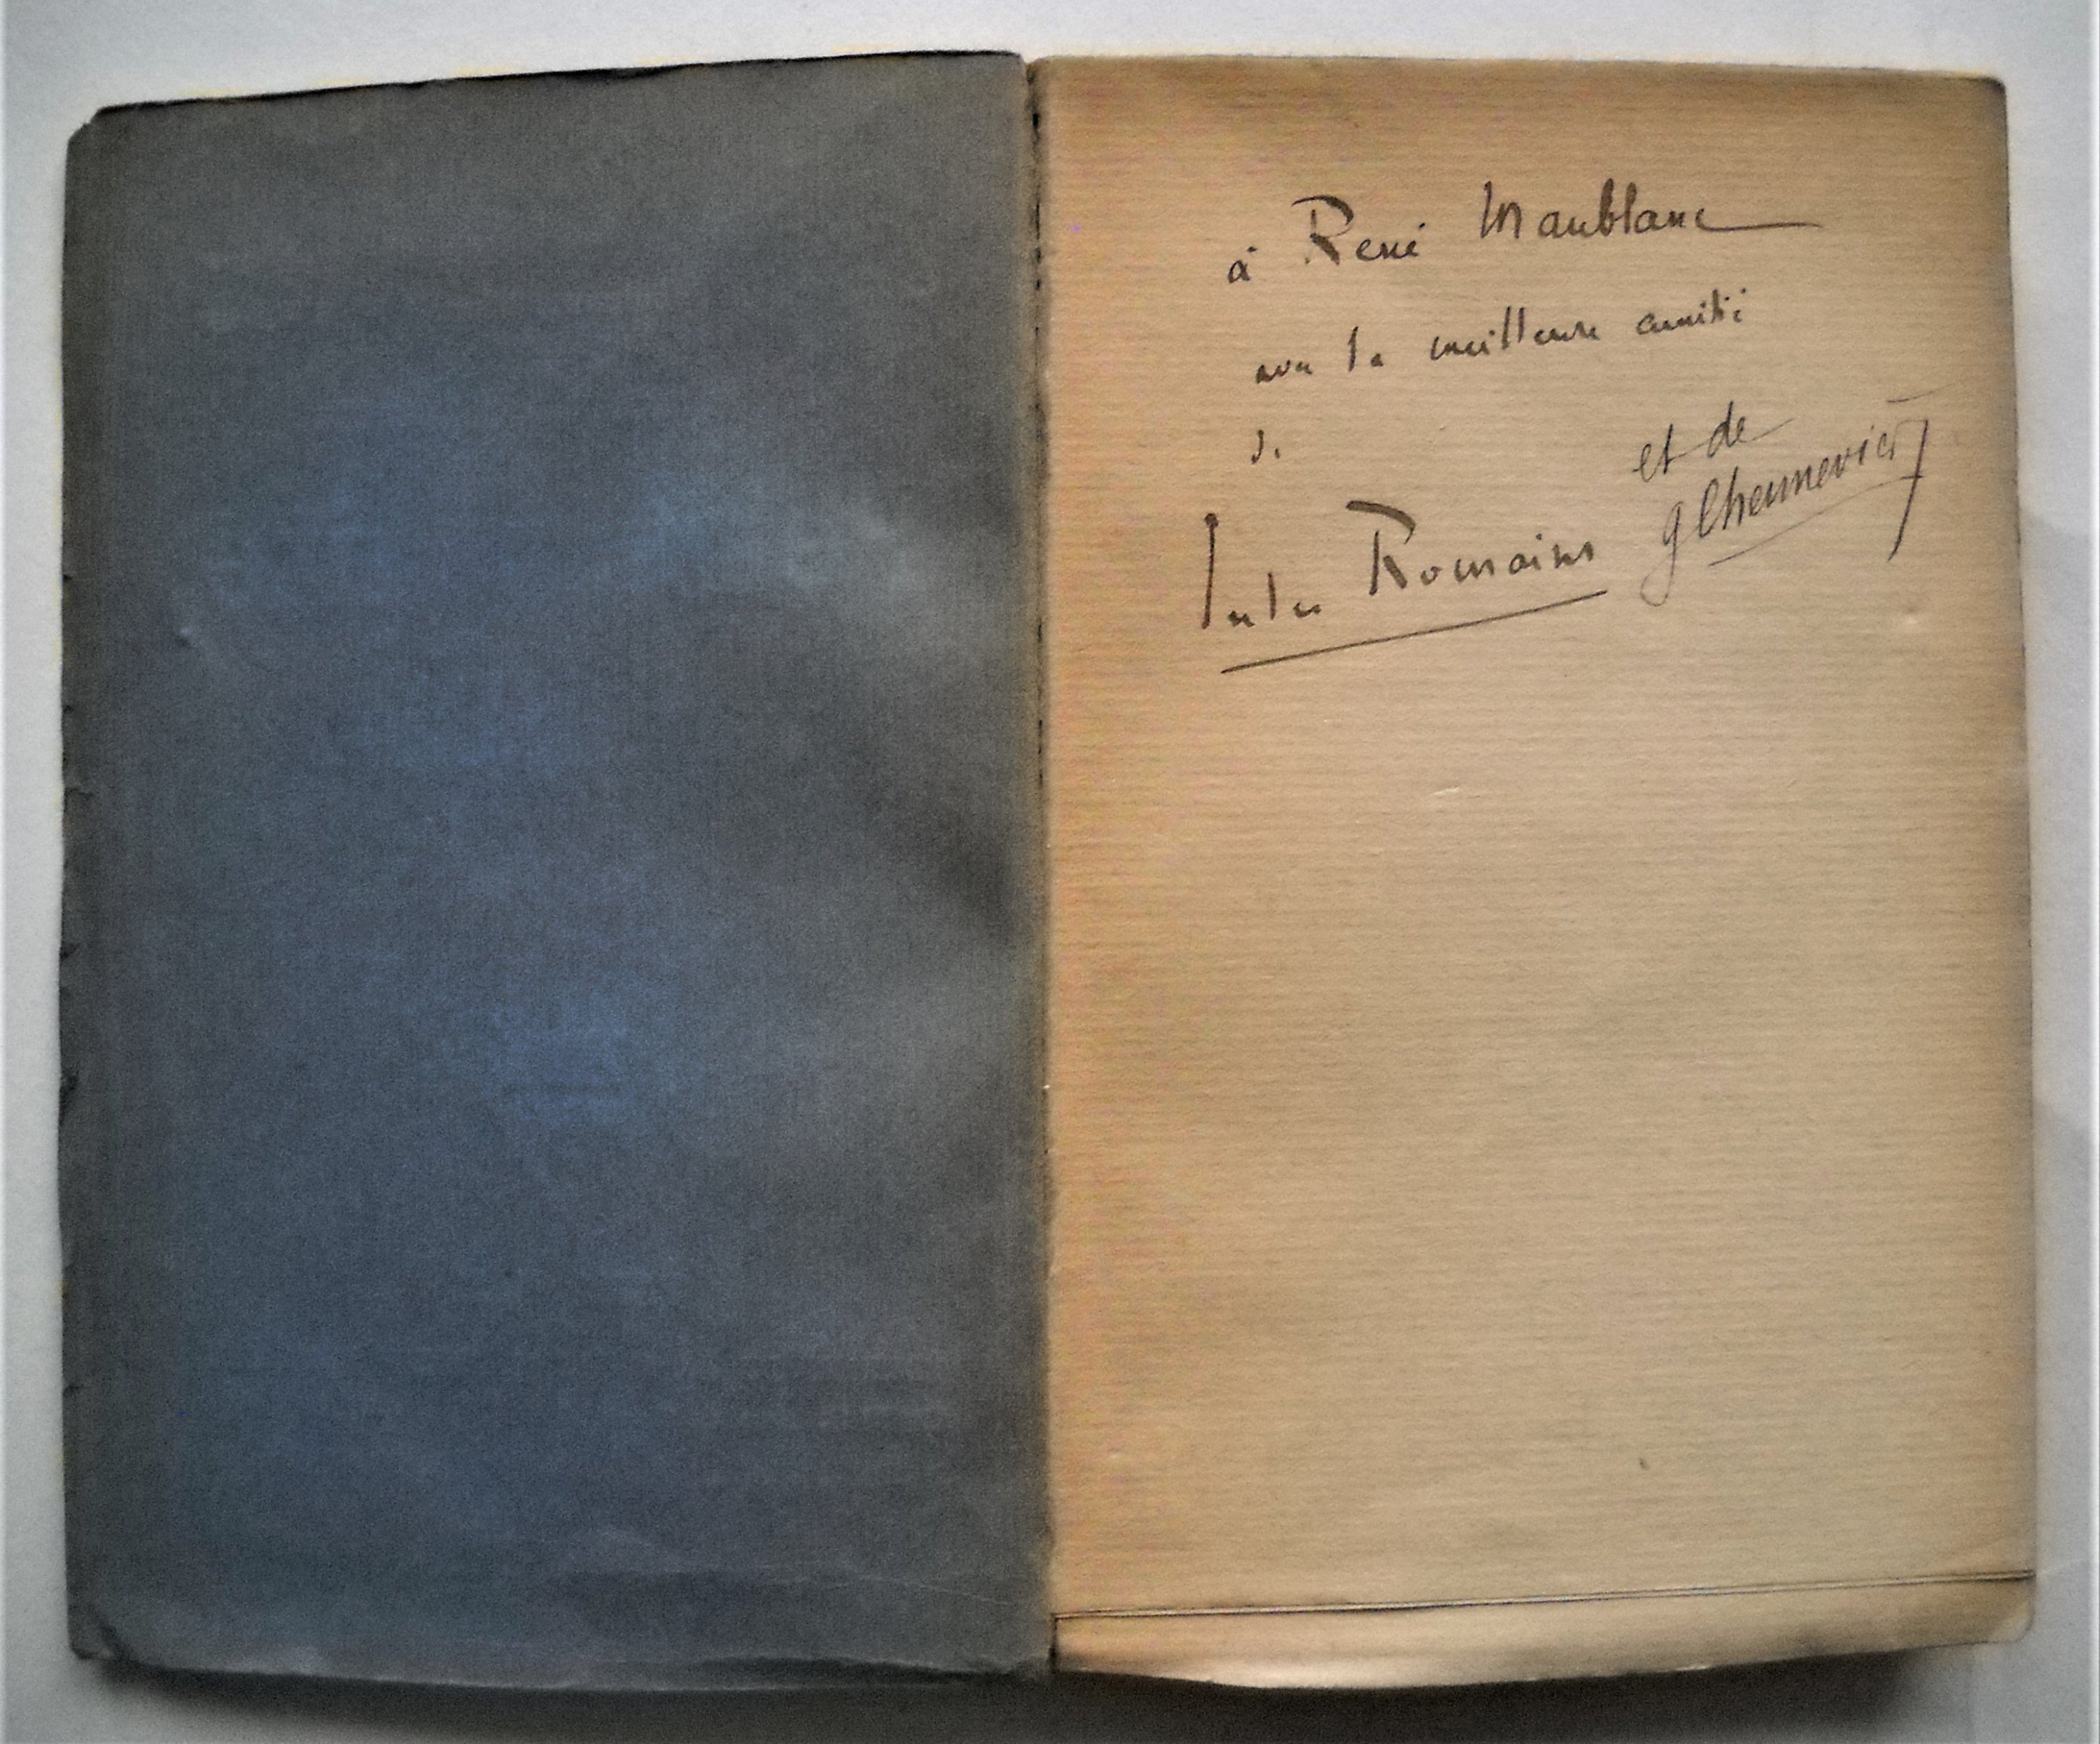 à René Maublanc
avec la meilleure amitié
de
Jules Romains
et de
G Chennevière